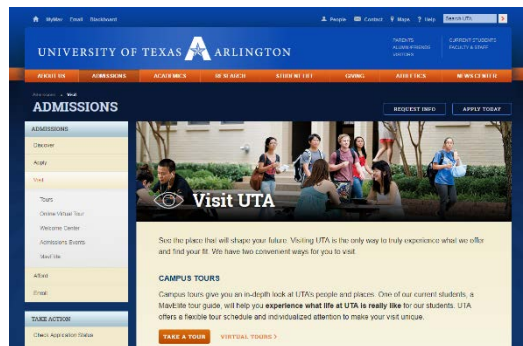 MyMav Email Blackboard
People Contact Maps ? Help Search UTA
UNIVERSITY OF TEXAS ARLINGTON
PARENTS
ALUMNI/FRIENDS
VISITORS
CURRENT STUDENTS
FACULTY & STAFF
ABOUT US ADMISSIONS ACADEMICS RESEARCH STUDENT LIFE GIVING ATHLETICS NEWS CENTER
Admissions Visit
ADMISSIONS
REQUEST INFO APPLY TODAY
ADMISSIONS
Discover
Apply
Visit
Tours
Online Virtual Tour
Welcome Center
Admissions Events
MavElite
Afford
Enroll
TAKE ACTION
Check Application Status
Visit UTA
See the place that will shape your future. Visiting UTA is the only way to truly experience what we offer
and find your fit. We have two convenient ways for you to visit.
CAMPUS TOURS
Campus tours give you an in-depth look at UTA's people and places. One of our current students, a
MavElite tour guide, will help you experience what life at UTA is really like for our students. UTA
offers a flexible tour schedule and individualized attention to make your visit unique.
TAKE A TOUR VIRTUAL TOURS >